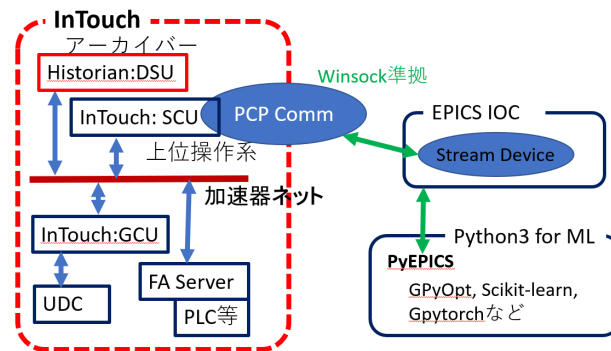 InTouch
アーカイバー
Historian:DSU
InTouch: SCU
上位操作系
PCP Comm
Winsock準拠
EPICS IOC
Stream Device
加速器ネット
InTouch:GCU
UDC
FA Server
PLC等
Python3 for ML
PyEPICS
GPyOpt, Scikit-learn,
Gpytorchなど